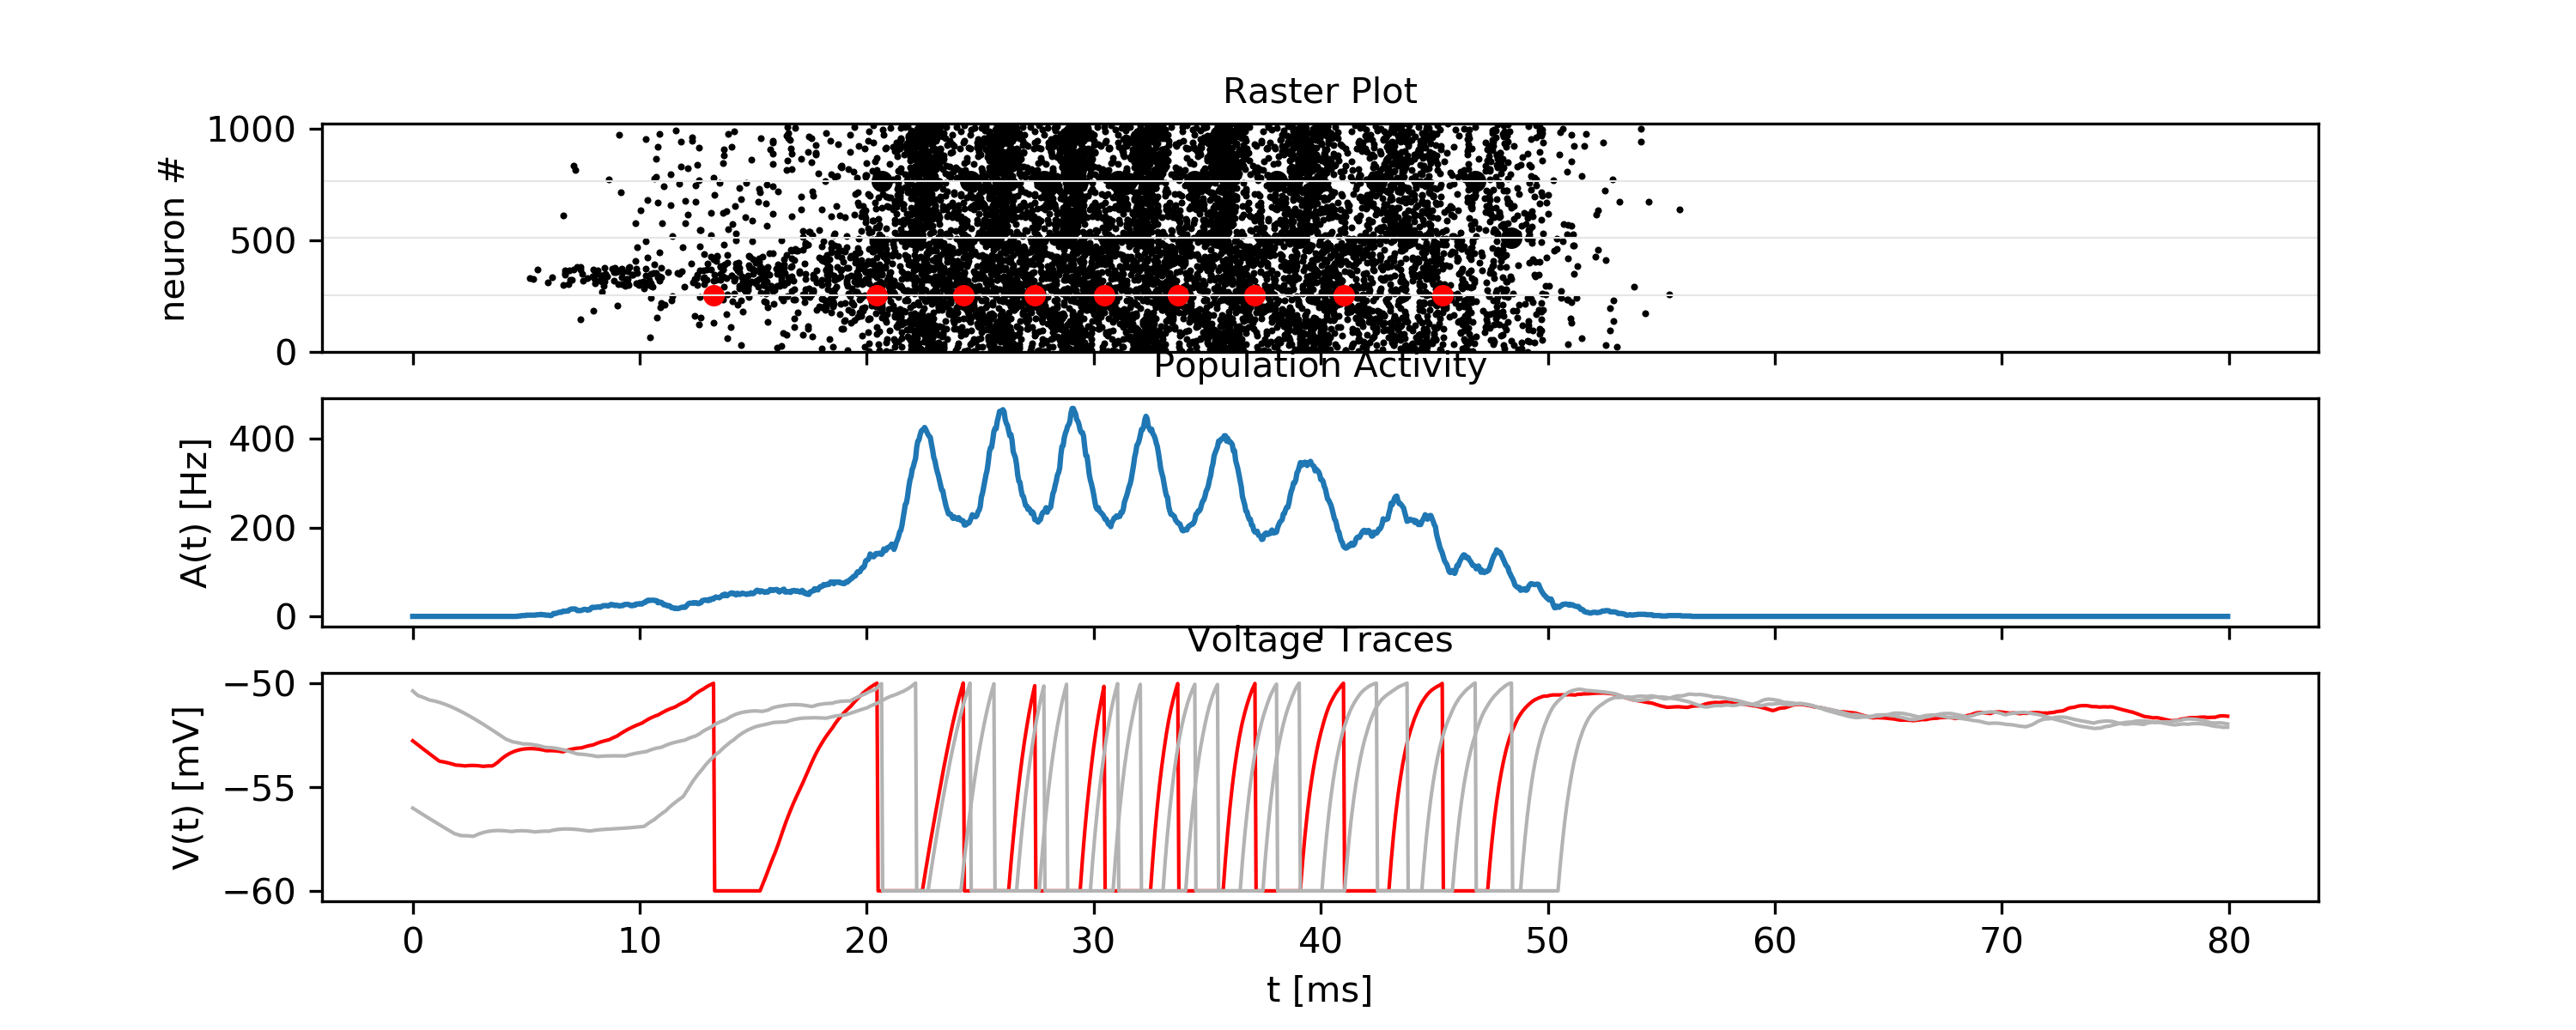 Raster Plot
neuron #
1000
500
0
Population Activity
A(t) [Hz]
400
200
0
Voltage Traces
V(t) [mV]
−50
−55
−60
0 10 20 30 40 50 60 70 80
t [ms]